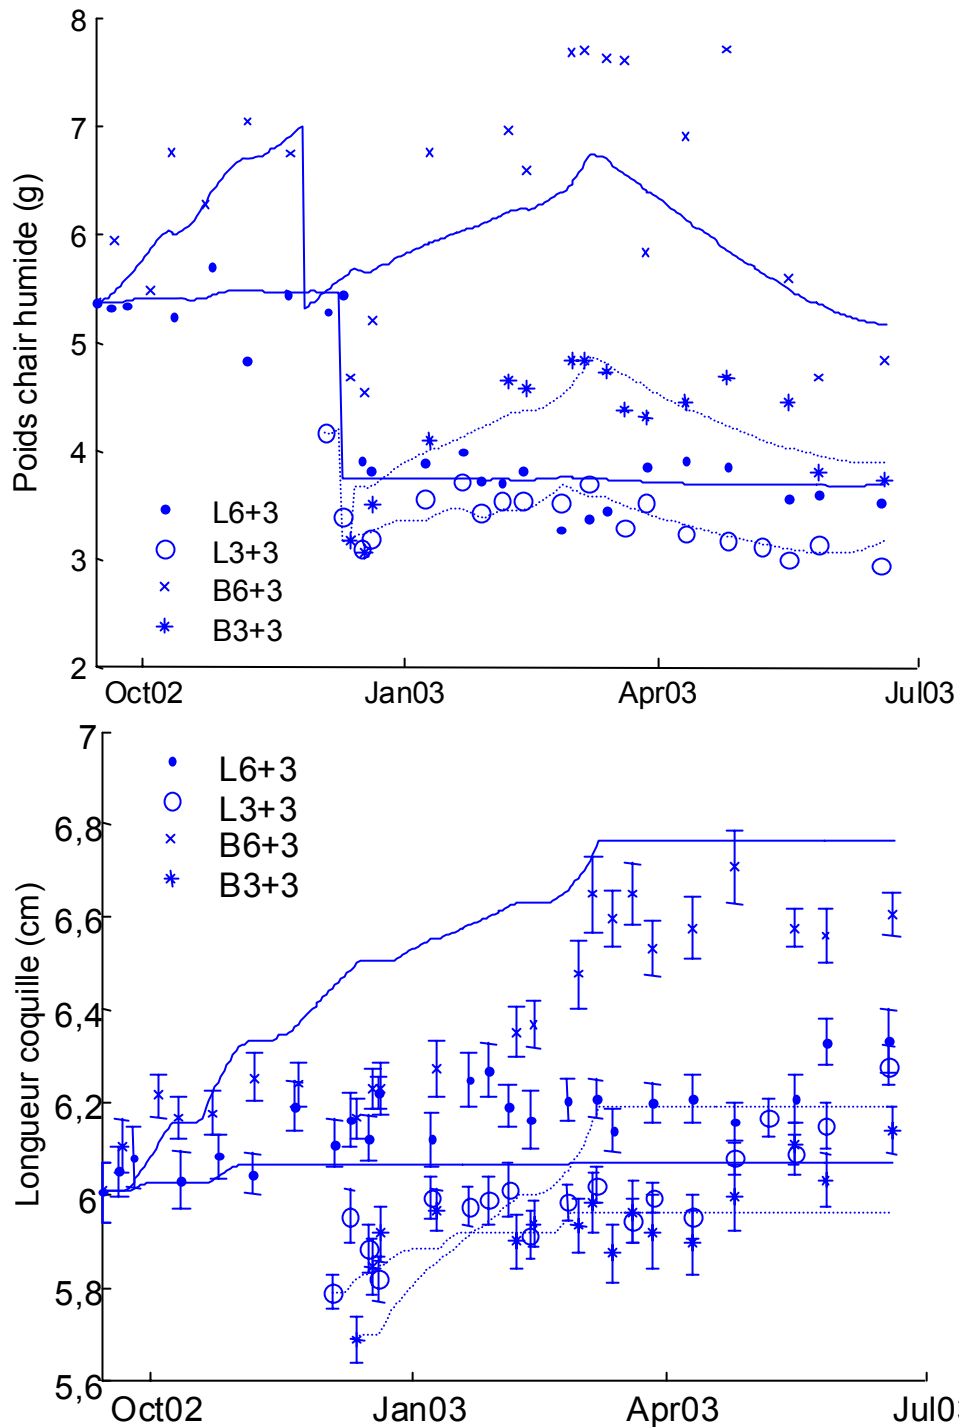 8
7
6
5
4
3
2
Poids chair humide (g)
L6+3
L3+3
B6+3
B3+3
Oct02 Jan03 Apr03 Jul03
7
6,8
6,6
6,4
6,2
6
5,8
5,6
Longueur coquille (cm)
L6+3
L3+3
B6+3
B3+3
Oct02 Jan03 Apr03 Jul0